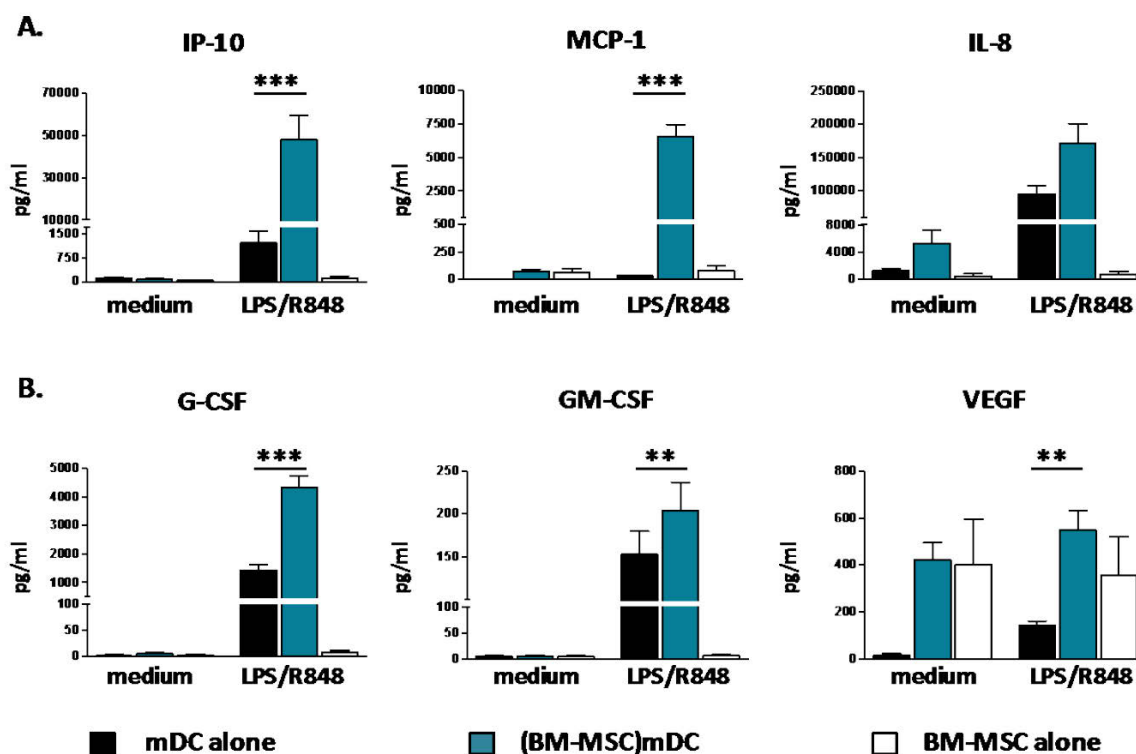 A.
IP-10
MCP-1
IL-8
pg/ml
70000
50000
30000
10000
1500
750
0
***
medium
LPS/R848
pg/ml
10000
7500
5000
2500
500
250
0
***
medium
LPS/R848
pg/ml
250000
200000
150000
100000
8000
4000
0
medium
LPS/R848
B.
G-CSF
GM-CSF
VEGF
pg/ml
5000
4000
3000
2000
1000
100
50
0
***
medium
LPS/R848
pg/ml
250
200
150
100
50
0
**
medium
LPS/R848
pg/ml
800
600
400
200
0
**
medium
LPS/R848
mDC alone
(BM-MSC)mDC
BM-MSC alone